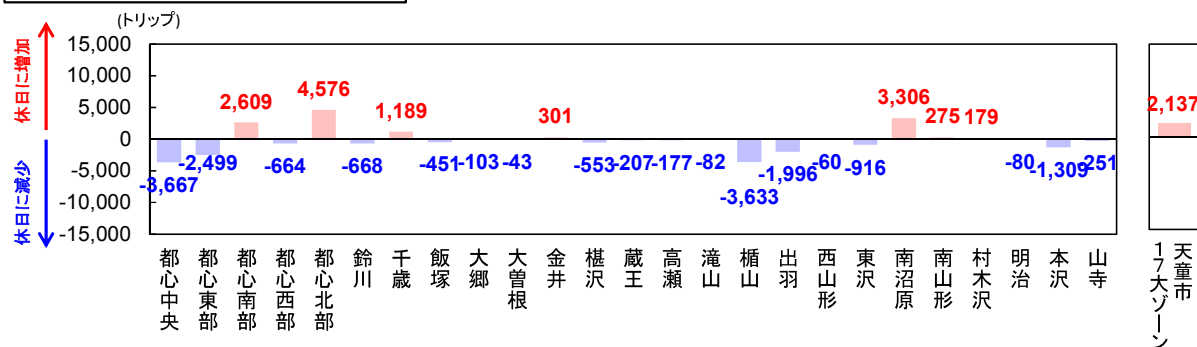 (トリップ)
休日に増加
休日に減少
15,000
10,000
5,000
0
-5,000
-10,000
-15,000
-3,667
-2,499
2,609
-664
4,576
-668
1,189
-451
-103
-43
301
-553
-207
-177
-82
-3,633
-1,996
-60
-916
3,306
275
179
-80
-1,309
-251
2,137
都心中央
都心東部
都心南部
都心西部
都心北部
鈴川
千歳
飯塚
大郷
大曽根
金井
椹沢
蔵王
高瀬
滝山
楯山
出羽
西山形
東沢
南沼原
南山形
村木沢
明治
本沢
山寺
天童市
17大ゾーン